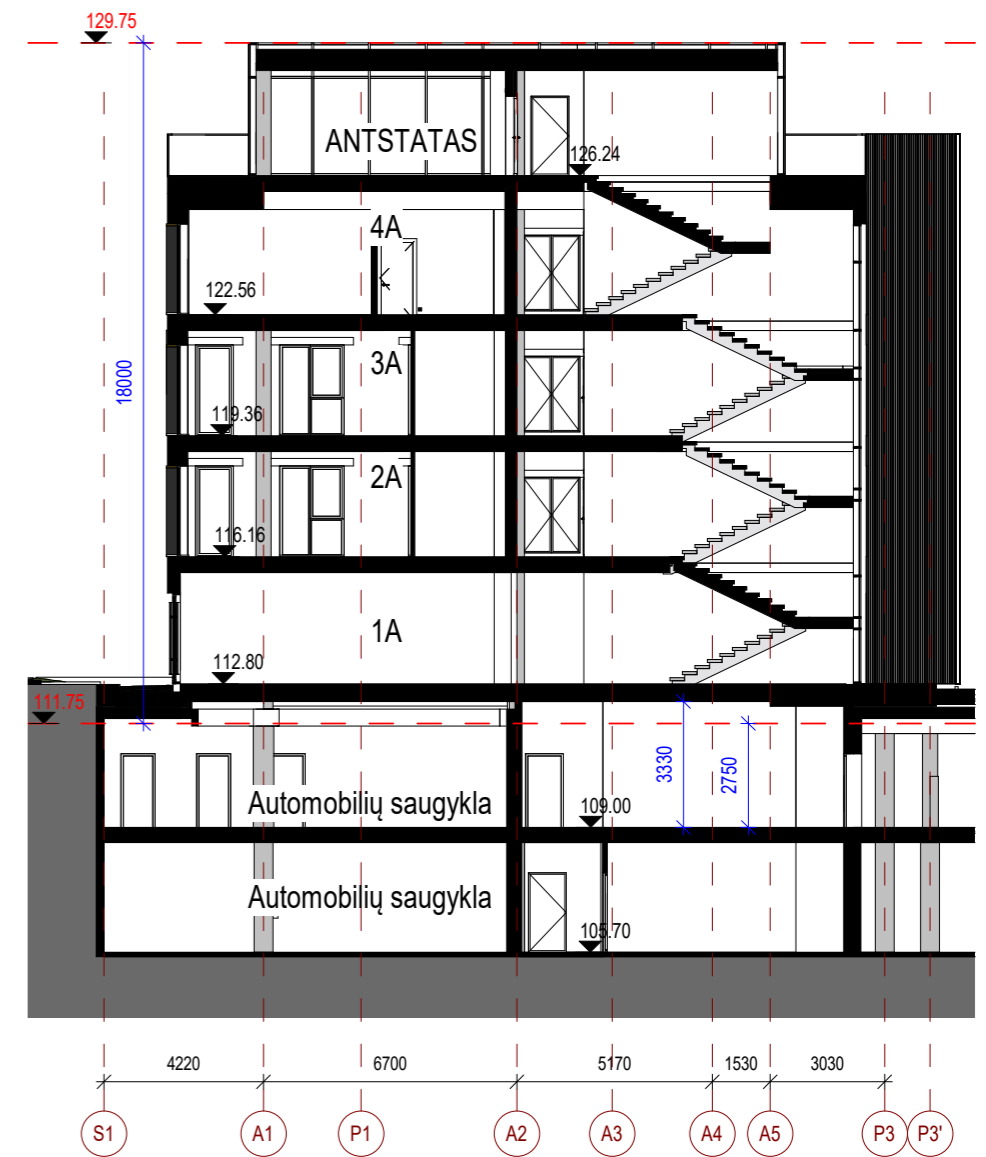 129.75
ANTSTATAS
126.24
4A
122.56
18000
3A
119.36
2A
116.16
1A
112.80
111.75
3330
2750
Automobilių saugykla
109.00
Automobilių saugykla
105.70
4220 6700 5170 1530 3030
S1 A1 P1 A2 A3 A4 A5 P3 P3'